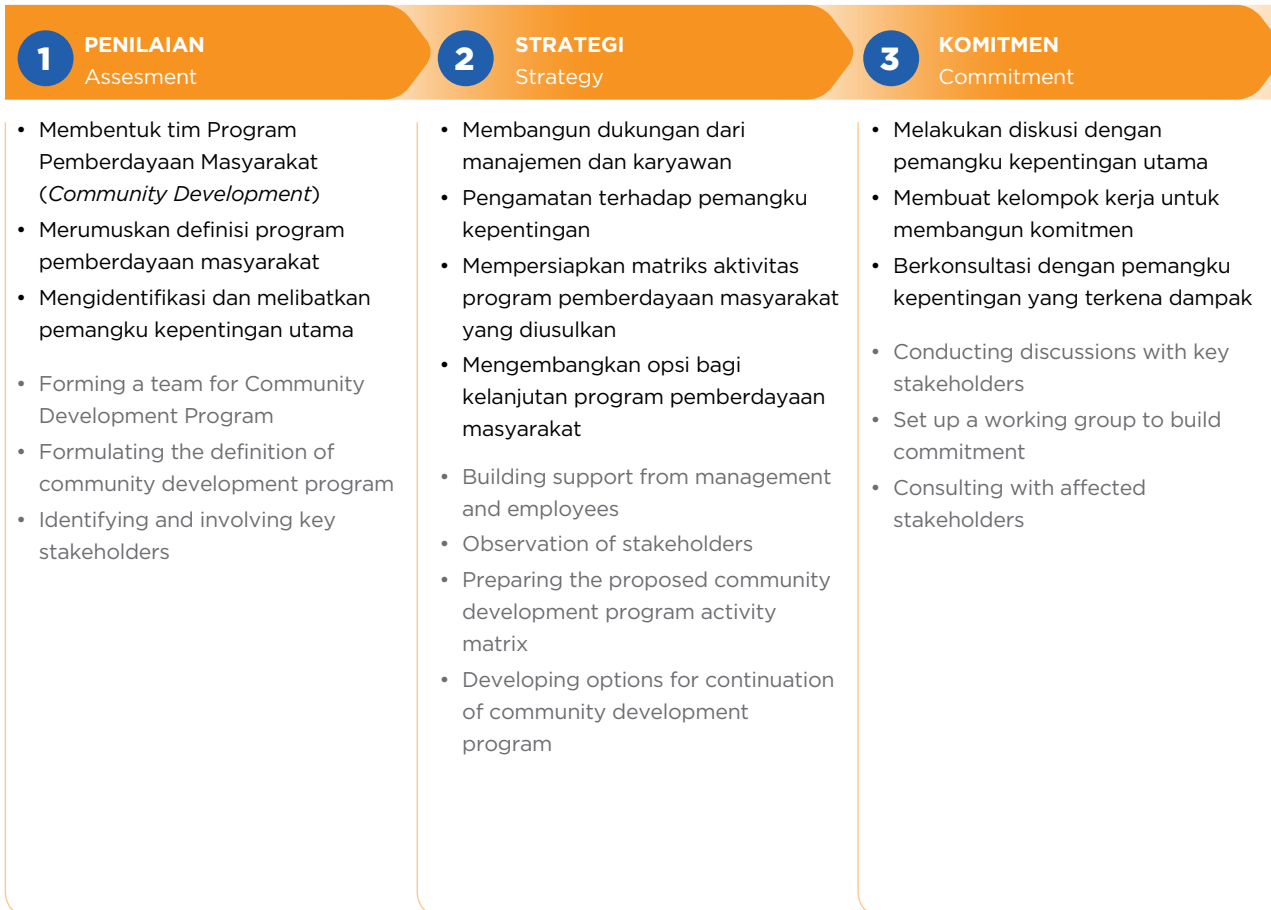 1
PENILAIAN
Assesment
• Membentuk tim Program
Pemberdayaan Masyarakat
(Community Development)
• Merumuskan definisi program
pemberdayaan masyarakat
• Mengidentifikasi dan melibatkan
pemangku kepentingan utama
• Forming a team for Community
Development Program
• Formulating the definition of
community development program
• Identifying and involving key
stakeholders
2
STRATEGI
Strategy
• Membangun dukungan dari
manajemen dan karyawan
• Pengamatan terhadap pemangku
kepentingan
• Mempersiapkan matriks aktivitas
program pemberdayaan masyarakat
yang diusulkan
• Mengembangkan opsi bagi
kelanjutan program pemberdayaan
masyarakat
• Building support from management
and employees
• Observation of stakeholders
• Preparing the proposed community
development program activity
matrix
• Developing options for continuation
of community development
program
3
KOMITMEN
Commitment
• Melakukan diskusi dengan
pemangku kepentingan utama
• Membuat kelompok kerja untuk
membangun komitmen
• Berkonsultasi dengan pemangku
kepentingan yang terkena dampak
• Conducting discussions with key
stakeholders
• Set up a working group to build
commitment
• Consulting with affected
stakeholders